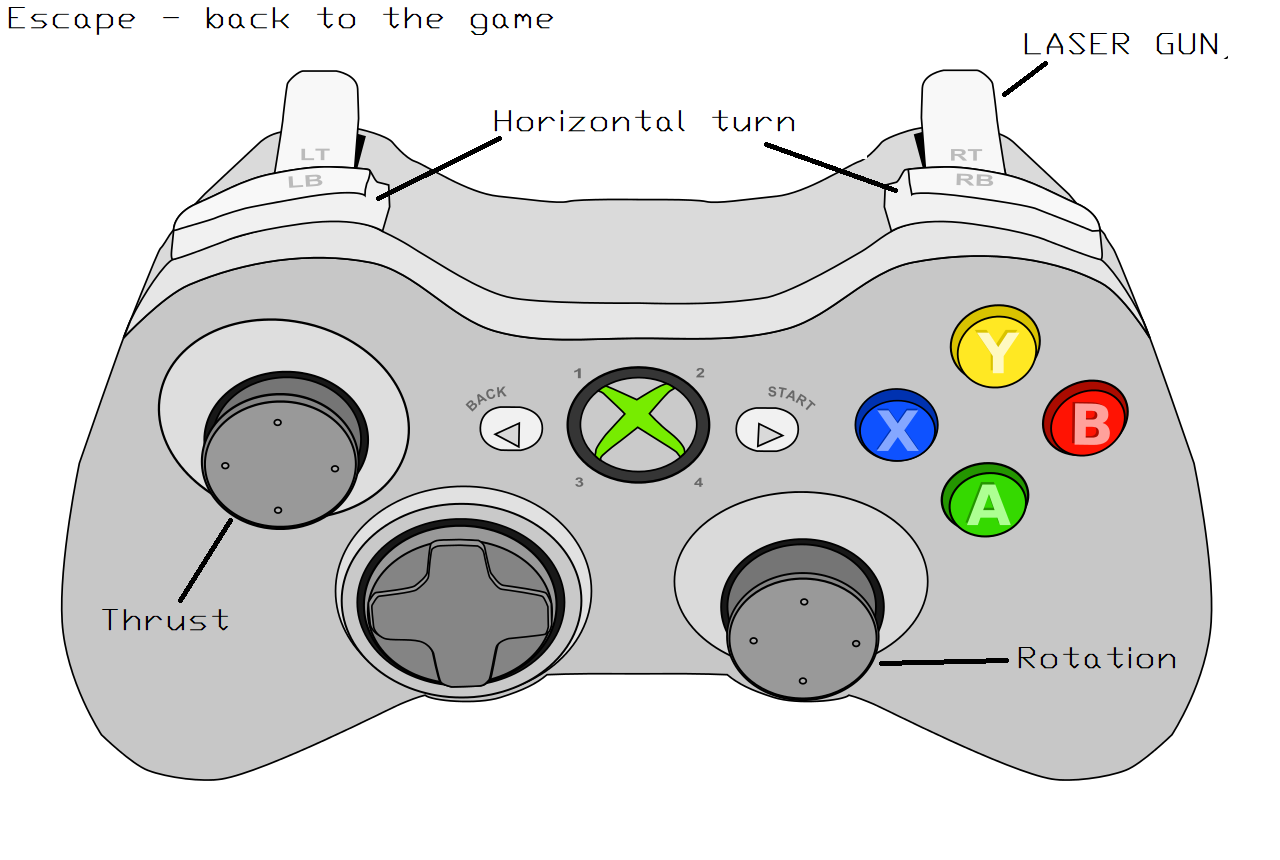 Escape - back to the game
LASER GUN
Horizontal turn
LT
RT
LB
RB
Y
1
2
BACK
START
X
B
3
4
A
Thrust
Rotation